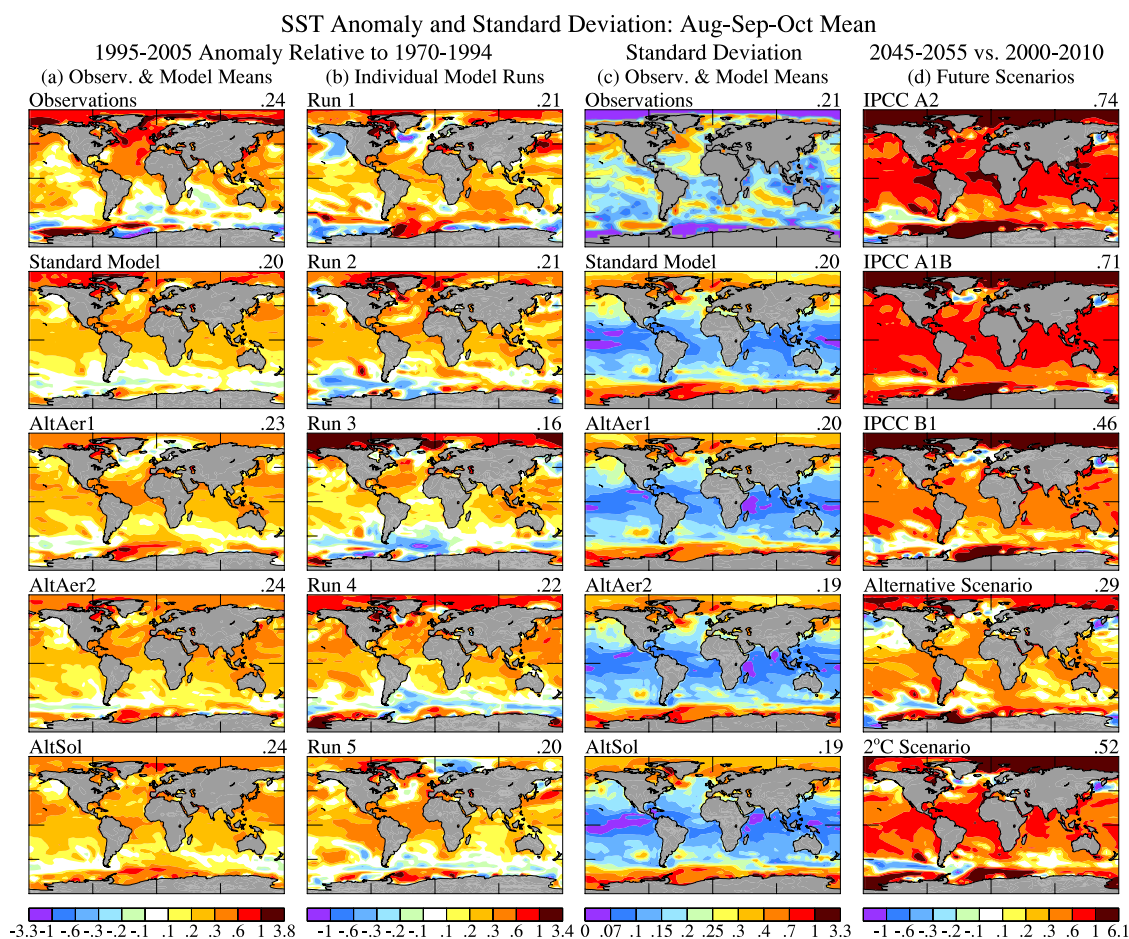 SST Anomaly and Standard Deviation: Aug-Sep-Oct Mean
1995-2005 Anomaly Relative to 1970-1994 Standard Deviation 2045-2055 vs. 2000-2010
(a) Observ. & Model Means (b) Individual Model Runs (c) Observ. & Model Means (d) Future Scenarios
Observations .24 Run 1 .21 Observations .21 IPCC A2 .74
Standard Model .20 Run 2 .21 Standard Model .20 IPCC A1B .71
AltAer1 .23 Run 3 .16 AltAer1 .20 IPCC B1 .46
AltAer2 .24 Run 4 .22 AltAer2 .19 Alternative Scenario .29
AltSol .24 Run 5 .20 AltSol .19 2°C Scenario .52
-3.3 -1 -.6 -.3 -.2 -.1 .1 .2 .3 .6 1 3.8 -1 -.6 -.3 -.2 -.1 .1 .2 .3 .6 1 3.4 0 .07 .1 .15 .2 .25 .3 .4 .7 1 3.3 -1 -.6 -.3 -.2 -.1 .1 .2 .3 .6 1 6.1